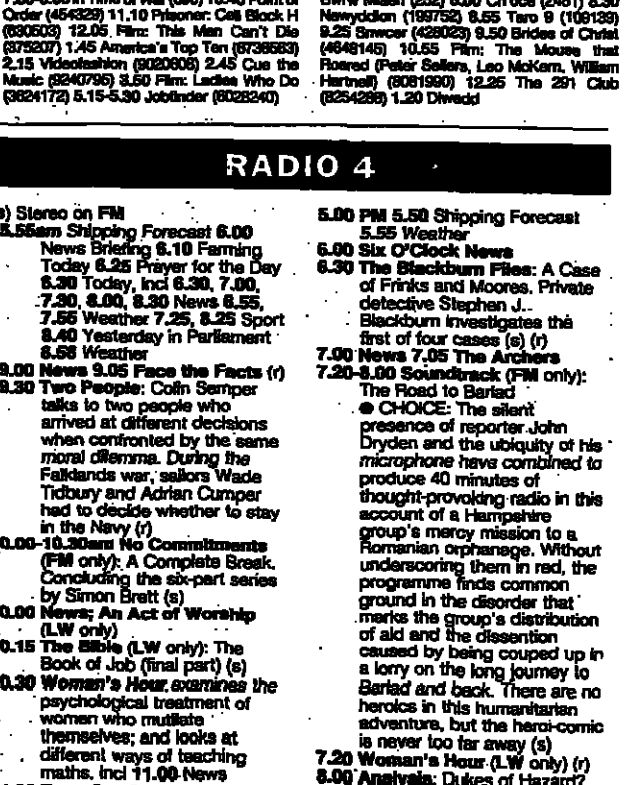 Order (454329) 11.10 Prisoner: Cell Block H
(630503) 12.05 Film: This Man Can't Die
(375207) 1.45 America's Top Ten (6736583)
2.15 Videofashion (9020606) 2.45 Cue the
Music (9240795) 3.50 Film: Ladies Who Do
(3624172) 5.15-5.30 Jobfinder (6028240)
Newyddion (199752) 8.55 Taro 9 (109139)
9.25 Snwcer (428023) 9.50 Brides of Christ
(4648145) 10.55 Film: The Mouse that
Roared (Peter Sellers, Leo McKern, William
Hartnell) (8081990) 12.25 The 291 Club
(8254288) 1.20 Diwedd
RADIO 4
s) Stereo on FM
5.55am Shipping Forecast 6.00
News Briefing 6.10 Farming
Today 6.25 Prayer for the Day
6.30 Today, incl 6.30, 7.00,
7.30, 8.00, 8.30 News 6.55,
7.55 Weather 7.25, 8.25 Sport
8.40 Yesterday in Parliament
8.58 Weather
9.00 News 9.05 Face the Facts (r)
9.30 Two People: Colin Semper
talks to two people who
arrived at different decisions
when confronted by the same
moral dilemma. During the
Falklands war, sailors Wade
Tidbury and Adrian Cumper
had to decide whether to stay
in the Navy (r)
0.00-10.30am No Commitments
(FM only): A Complete Break.
Concluding the six-part series
by Simon Brett (s)
0.00 News; An Act of Worship
(LW only)
0.15 The Bible (LW only): The
Book of Job (final part) (s)
0.30 Woman's Hour examines the
psychological treatment of
women who mutilate
themselves; and looks at
different ways of teaching
maths. Incl 11.00 News
5.00 PM 5.50 Shipping Forecast
5.55 Weather
6.00 Six O'Clock News
6.30 The Blackburn Files: A Case
of Frinks and Moores. Private
detective Stephen J.
Blackburn investigates the
first of four cases (s) (r)
7.00 News 7.05 The Archers
7.20-8.00 Soundtrack (FM only):
The Road to Barlad
● CHOICE: The silent
presence of reporter John
Dryden and the ubiquity of his
microphone have combined to
produce 40 minutes of
thought-provoking radio in this
account of a Hampshire
group's mercy mission to a
Romanian orphanage. Without
underscoring them in red, the
programme finds common
ground in the disorder that
marks the group's distribution
of aid and the dissention
caused by being couped up in
a lorry on the long journey to
Barlad and back. There are no
heroics in this humanitarian
adventure, but the heroi-comic
is never too far away (s)
7.20 Woman's Hour (LW only) (r)
8.00 Analysis: Dukes of Hazard?